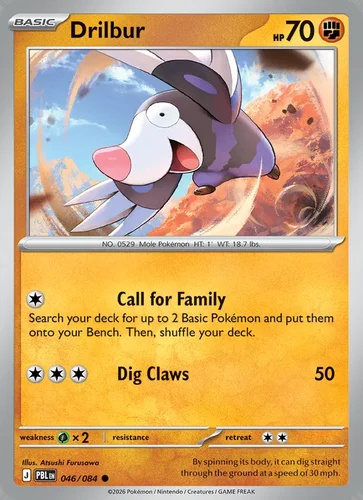 BASIC
Drilbur
HP 70
NO. 0529 Mole Pokémon HT: 1' WT: 18.7 lbs.
Call for Family
Search your deck for up to 2 Basic Pokémon and put them
onto your Bench. Then, shuffle your deck.
Dig Claws 50
weakness ×2 resistance retreat
Illus. Atsushi Furusawa
J PBL EN 046/084
By spinning its body, it can dig straight
through the ground at a speed of 30 mph.
©2026 Pokémon / Nintendo / Creatures / GAME FREAK